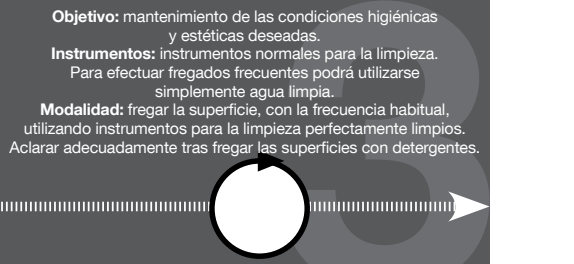 Objetivo: mantenimiento de las condiciones higiénicas
y estéticas deseadas.
Instrumentos: instrumentos normales para la limpieza.
Para efectuar fregados frecuentes podrá utilizarse
simplemente agua limpia.
Modalidad: fregar la superficie, con la frecuencia habitual,
utilizando instrumentos para la limpieza perfectamente limpios.
Aclarar adecuadamente tras fregar las superficies con detergentes.
3